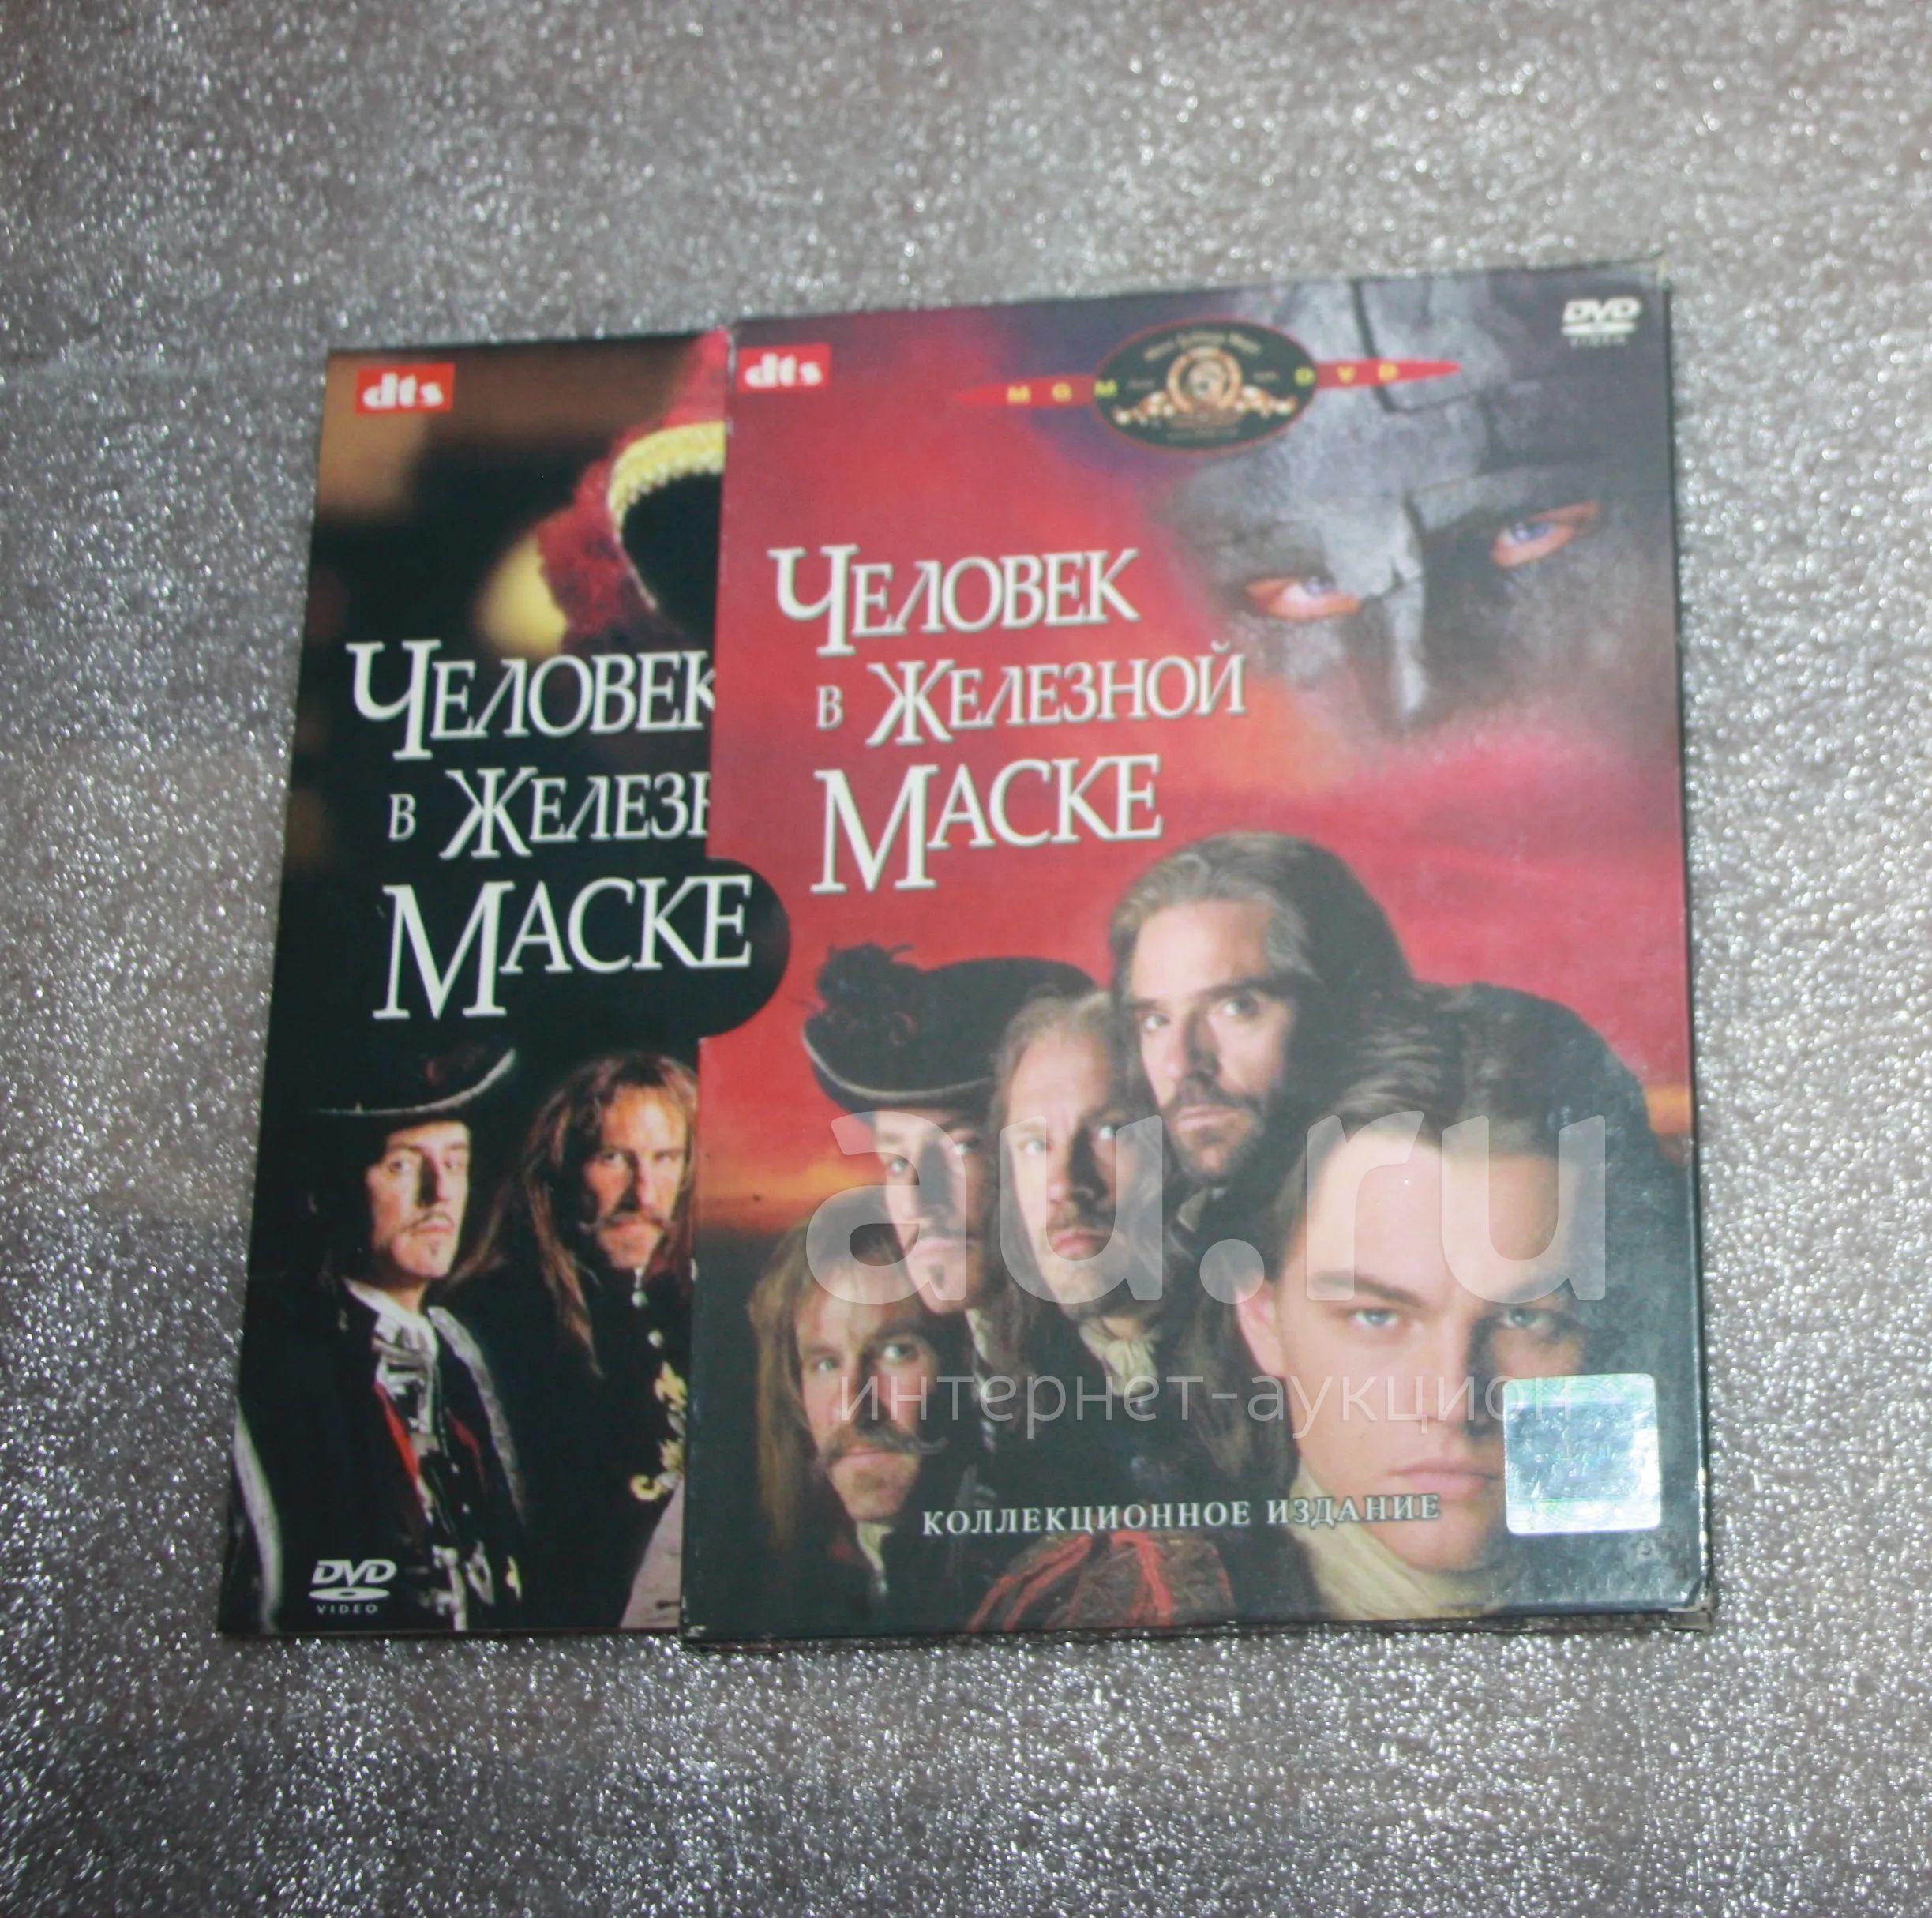 dts
ЧЕЛОВЕК
В ЖЕЛЕЗН
МАСКЕ
DVD
VIDEO
dts
MGM DVD
DVD
VIDEO
ЧЕЛОВЕК
В ЖЕЛЕЗНОЙ
МАСКЕ
au.ru
интернет-аукцион
КОЛЛЕКЦИОННОЕ ИЗДАНИЕ